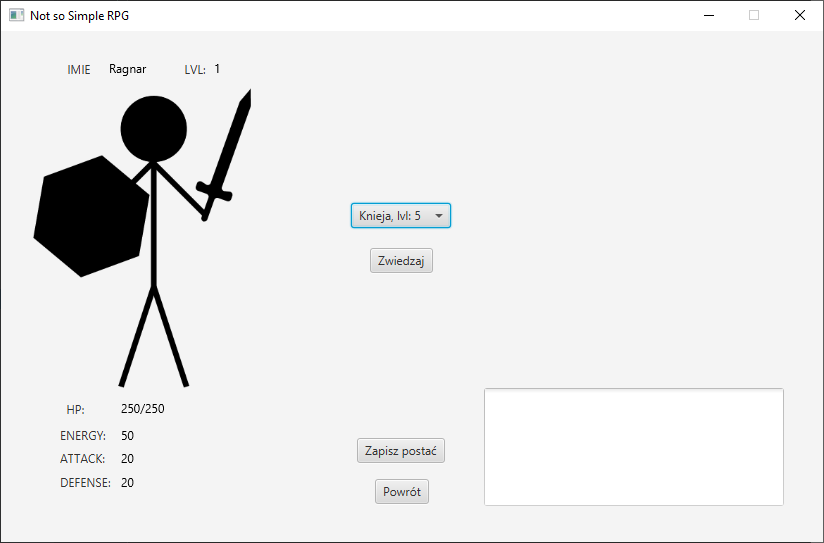 Not so Simple RPG
IMIE Ragnar LVL: 1
Knieja, lvl: 5
Zwiedzaj
HP: 250/250
ENERGY: 50
ATTACK: 20
DEFENSE: 20
Zapisz postać
Powrót